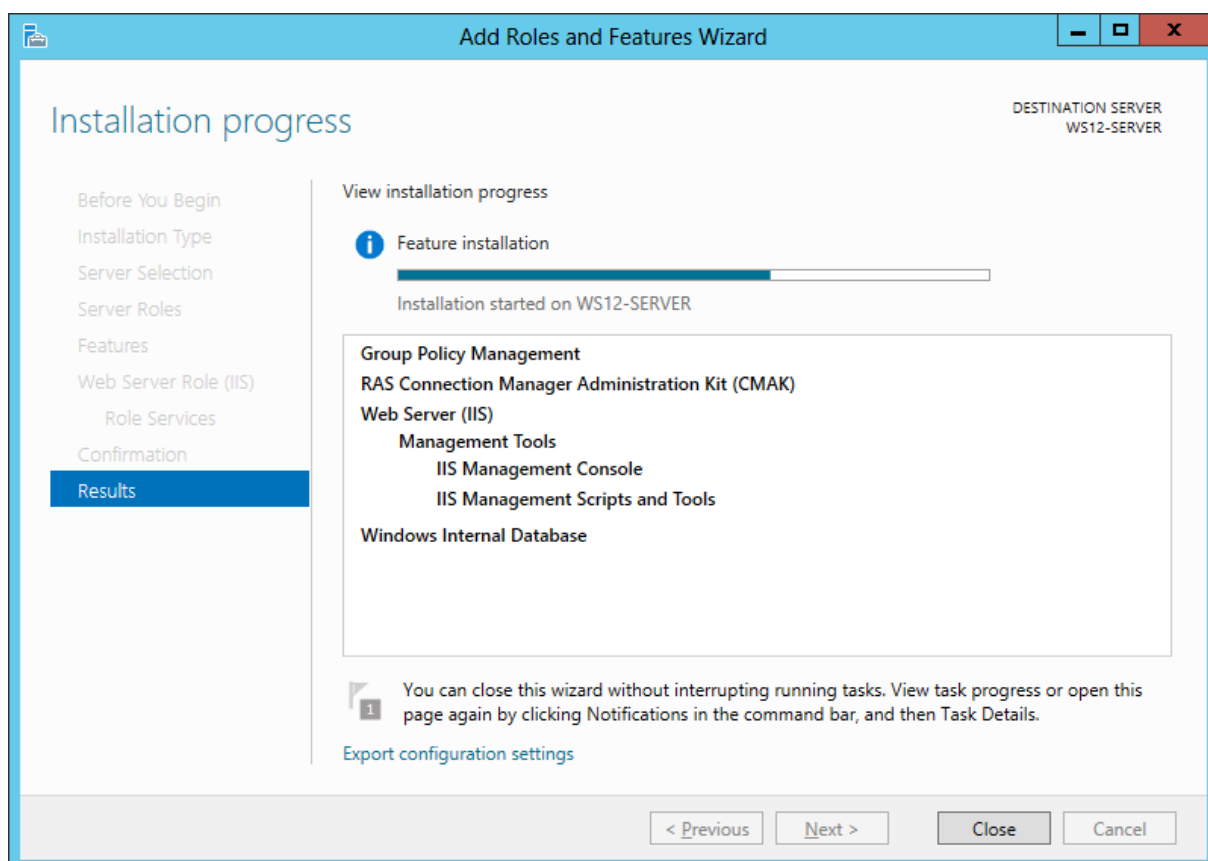 Add Roles and Features Wizard
Installation progress
DESTINATION SERVER
WS12-SERVER
Before You Begin
Installation Type
Server Selection
Server Roles
Features
Web Server Role (IIS)
Role Services
Confirmation
Results
View installation progress
Feature installation
Installation started on WS12-SERVER
Group Policy Management
RAS Connection Manager Administration Kit (CMAK)
Web Server (IIS)
Management Tools
IIS Management Console
IIS Management Scripts and Tools
Windows Internal Database
1
You can close this wizard without interrupting running tasks. View task progress or open this
page again by clicking Notifications in the command bar, and then Task Details.
Export configuration settings
< Previous
Next >
Close
Cancel